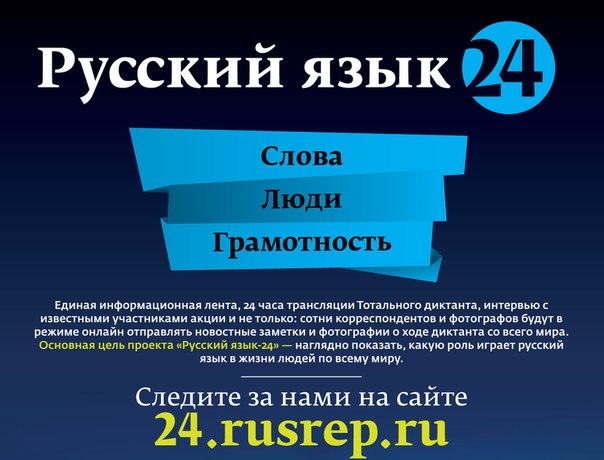 Русский язык 24
Слова
Люди
Грамотность
Единая информационная лента, 24 часа трансляции Тотального диктанта, интервью с
известными участниками акции и не только: сотни корреспондентов и фотографов будут в
режиме онлайн отправлять новостные заметки и фотографии о ходе диктанта со всего мира.
Основная цель проекта «Русский язык-24» — наглядно показать, какую роль играет русский
язык в жизни людей по всему миру.
Следите за нами на сайте
24.rusrep.ru